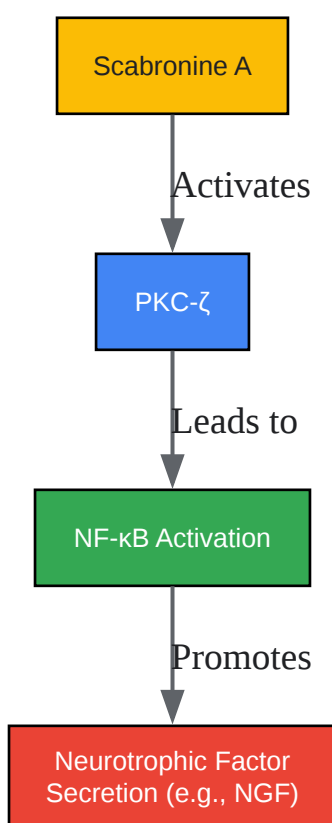 Scabronine A
Activates
PKC-ζ
Leads to
NF-κB Activation
Promotes
Neurotrophic Factor
Secretion (e.g., NGF)